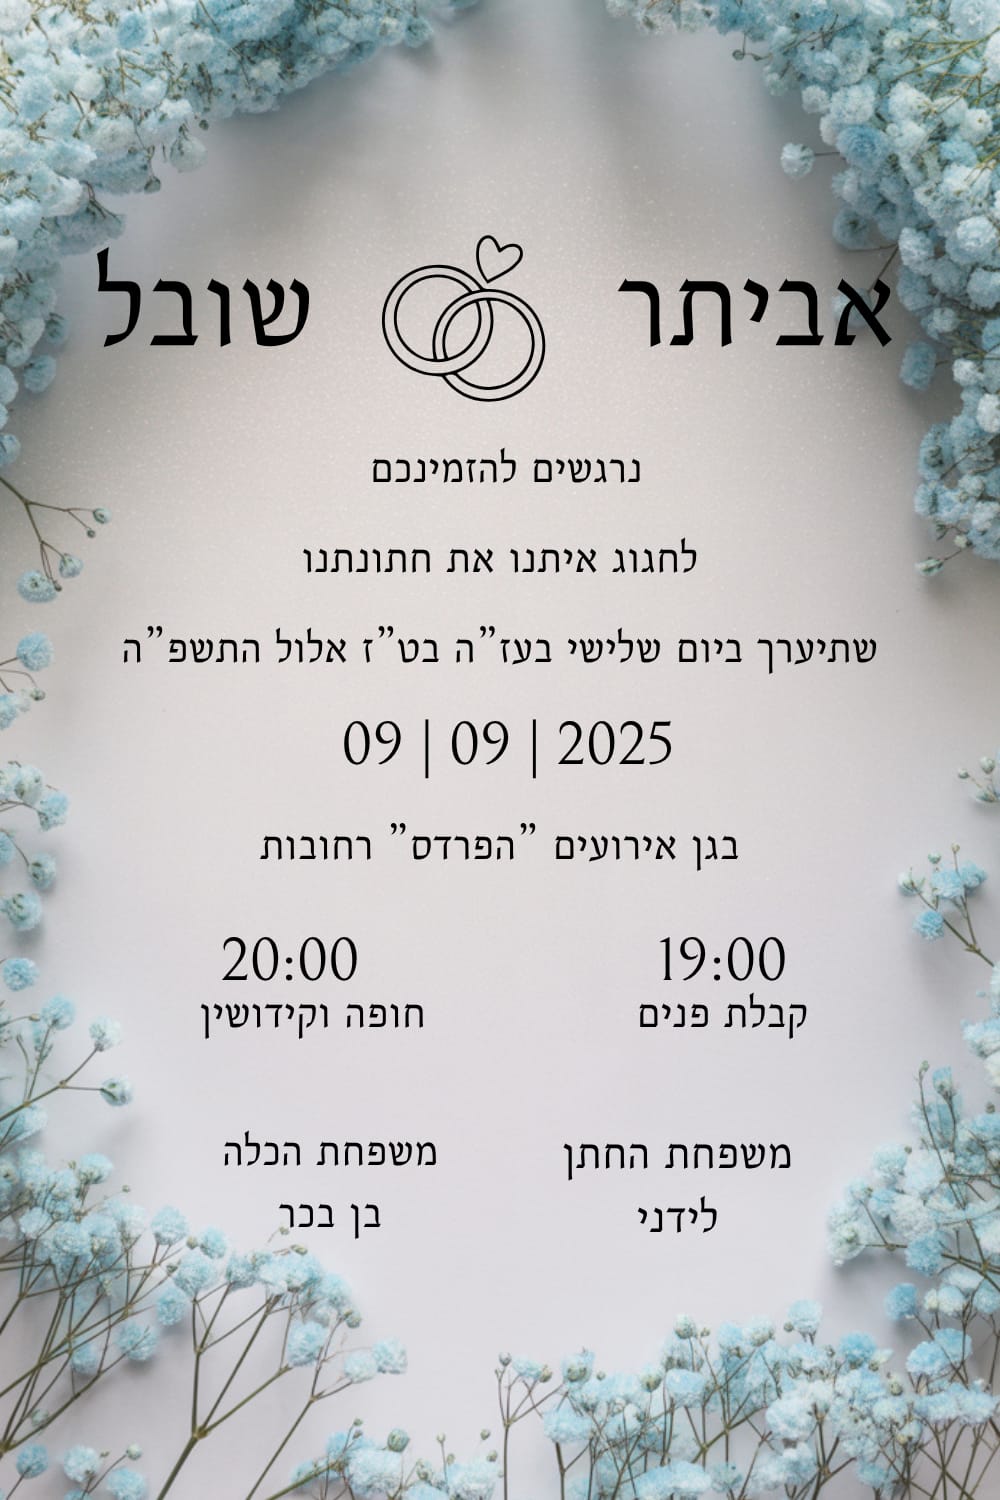 אביתר שובל
נרגשים להזמינכם
לחגוג איתנו את חתונתנו
שתיערך ביום שלישי בעז"ה בט"ז אלול התשפ"ה
09 | 09 | 2025
בגן אירועים "הפרדס" רחובות
19:00 20:00
קבלת פנים חופה וקידושין
משפחת החתן משפחת הכלה
לידני בן בכר